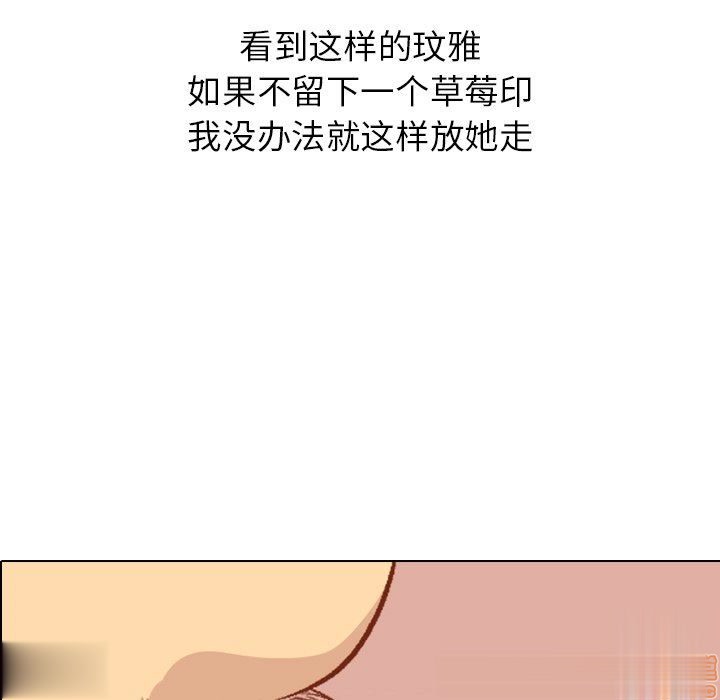 看到这样的玟雅
如果不留下一个草莓印
我没办法就这样放她走